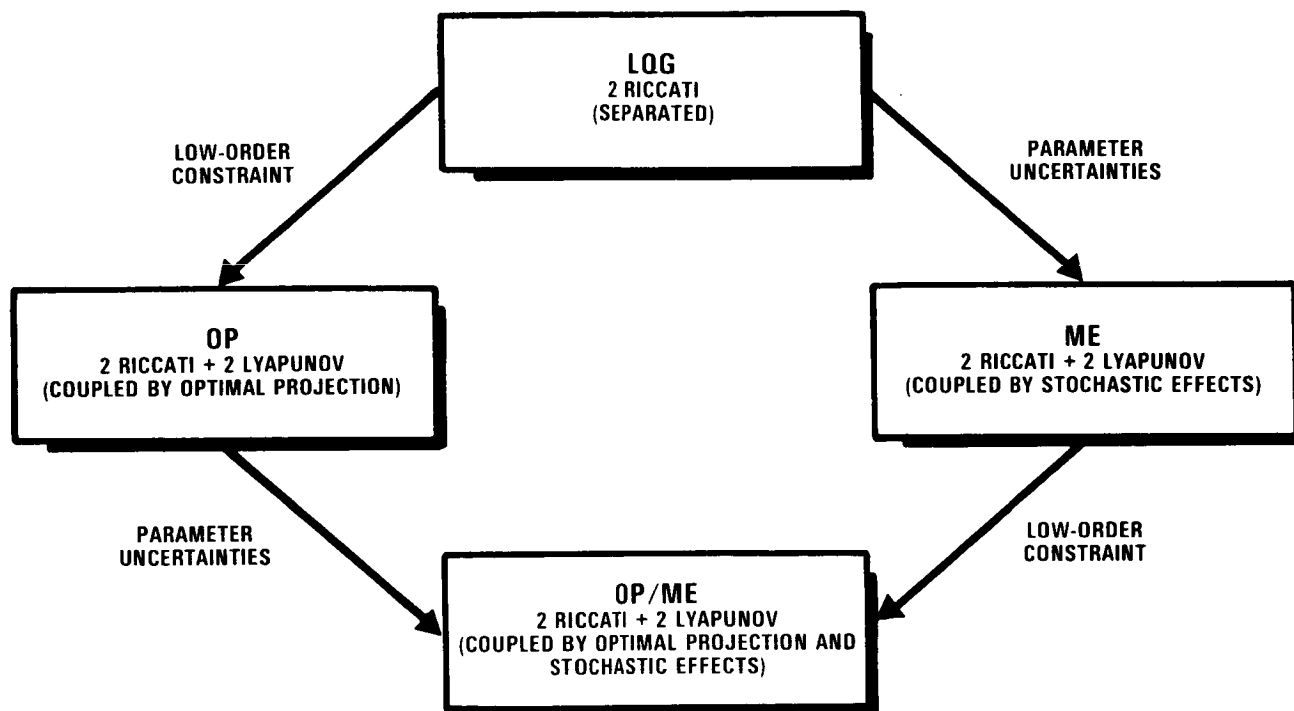 LQG
2 RICCATI
(SEPARATED)
LOW-ORDER
CONSTRAINT
PARAMETER
UNCERTAINTIES
OP
2 RICCATI + 2 LYAPUNOV
(COUPLED BY OPTIMAL PROJECTION)
ME
2 RICCATI + 2 LYAPUNOV
(COUPLED BY STOCHASTIC EFFECTS)
PARAMETER
UNCERTAINTIES
LOW-ORDER
CONSTRAINT
OP/ME
2 RICCATI + 2 LYAPUNOV
(COUPLED BY OPTIMAL PROJECTION AND
STOCHASTIC EFFECTS)